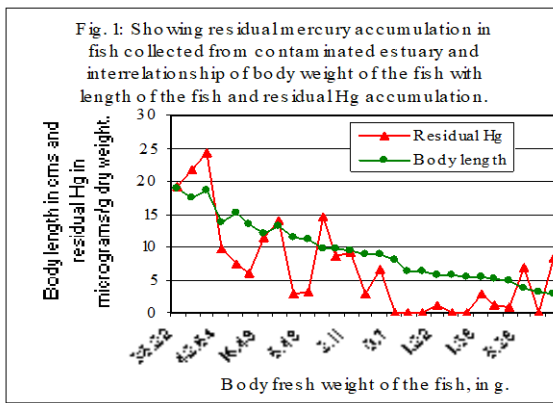 Fig. 1: Showing residual mercury accumulation in
fish collected from contaminated estuary and
interrelationship of body weight of the fish with
length of the fish and residual Hg accumulation.
30
25
20
15
10
5
0
Residual Hg
Body length
Body length in cms and
residual Hg in
micrograms/g dry weight.
Body fresh weight of the fish, in g.